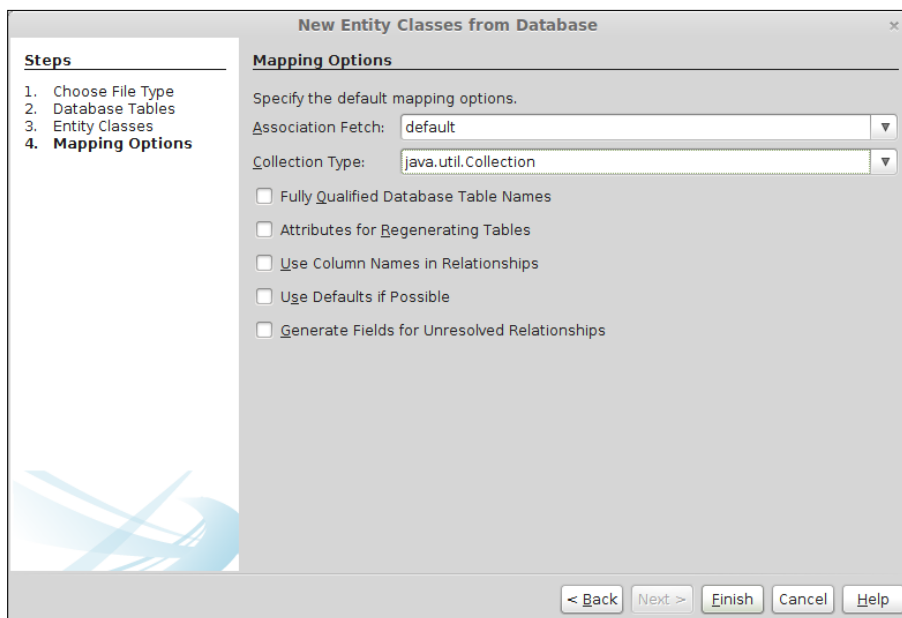 New Entity Classes from Database
×
Steps
1. Choose File Type
2. Database Tables
3. Entity Classes
4. Mapping Options
Mapping Options
Specify the default mapping options.
Association Fetch: default
Collection Type: java.util.Collection
Fully Qualified Database Table Names
Attributes for Regenerating Tables
Use Column Names in Relationships
Use Defaults if Possible
Generate Fields for Unresolved Relationships
< Back Next > Finish Cancel Help